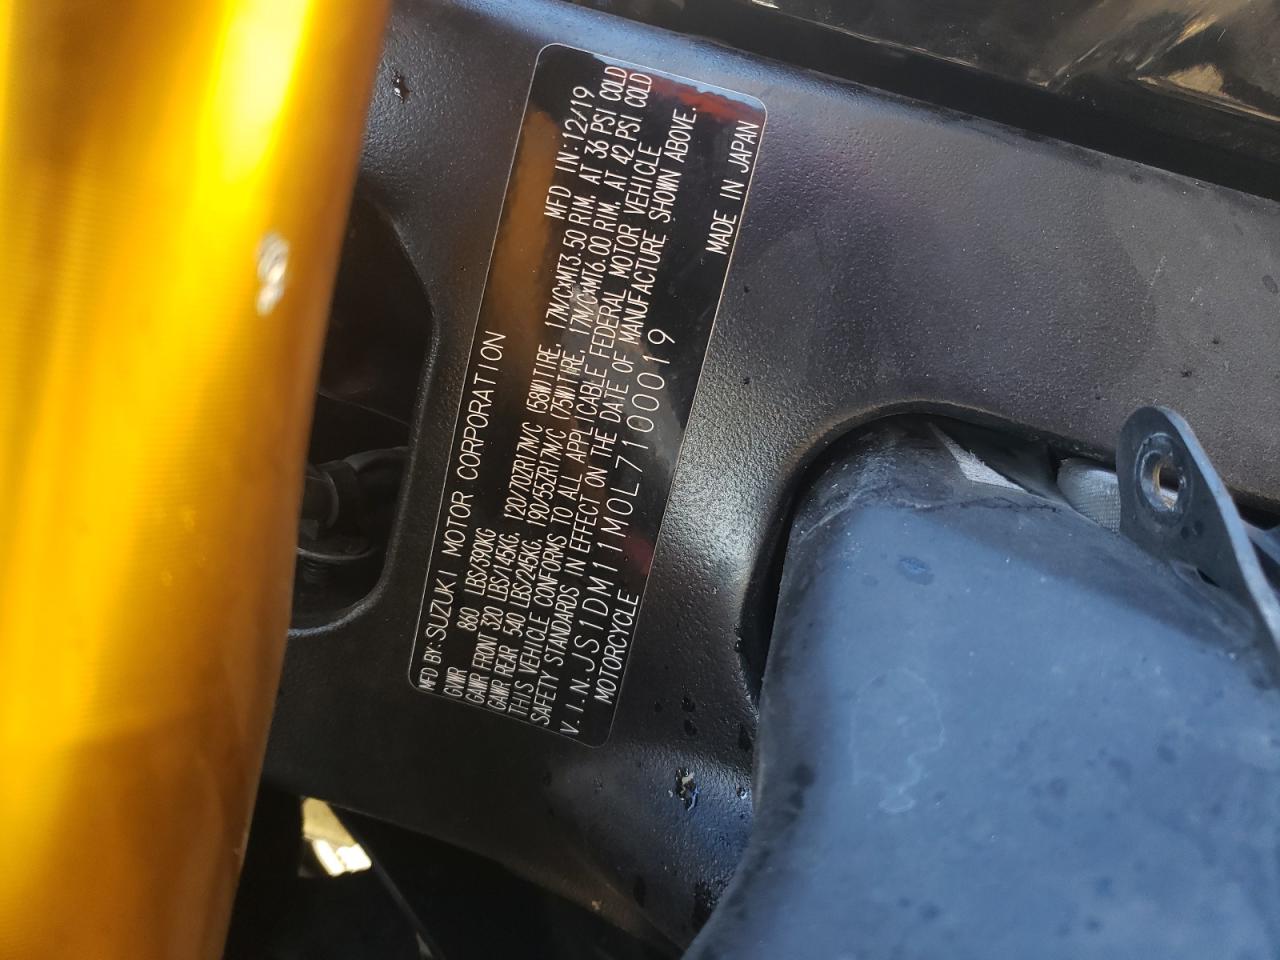 MFD BY:SUZUKI MOTOR CORPORATION MFD IN:12/19
GVWR 860 LBS/390KG
GAWR FRONT 320 LBS/145KG, 120/70ZR17M/C (58W)TIRE, 17M/CxMT3.50 RIM, AT 36 PSI COLD
GAWR REAR 540 LBS/245KG, 190/55ZR17M/C (75W)TIRE, 17M/CxMT6.00 RIM, AT 42 PSI COLD
THIS VEHICLE CONFORMS TO ALL APPLICABLE FEDERAL MOTOR VEHICLE
SAFETY STANDARDS IN EFFECT ON THE DATE OF MANUFACTURE SHOWN ABOVE.
V.I.N.JS1DM11M0L7100019
MOTORCYCLE MADE IN JAPAN